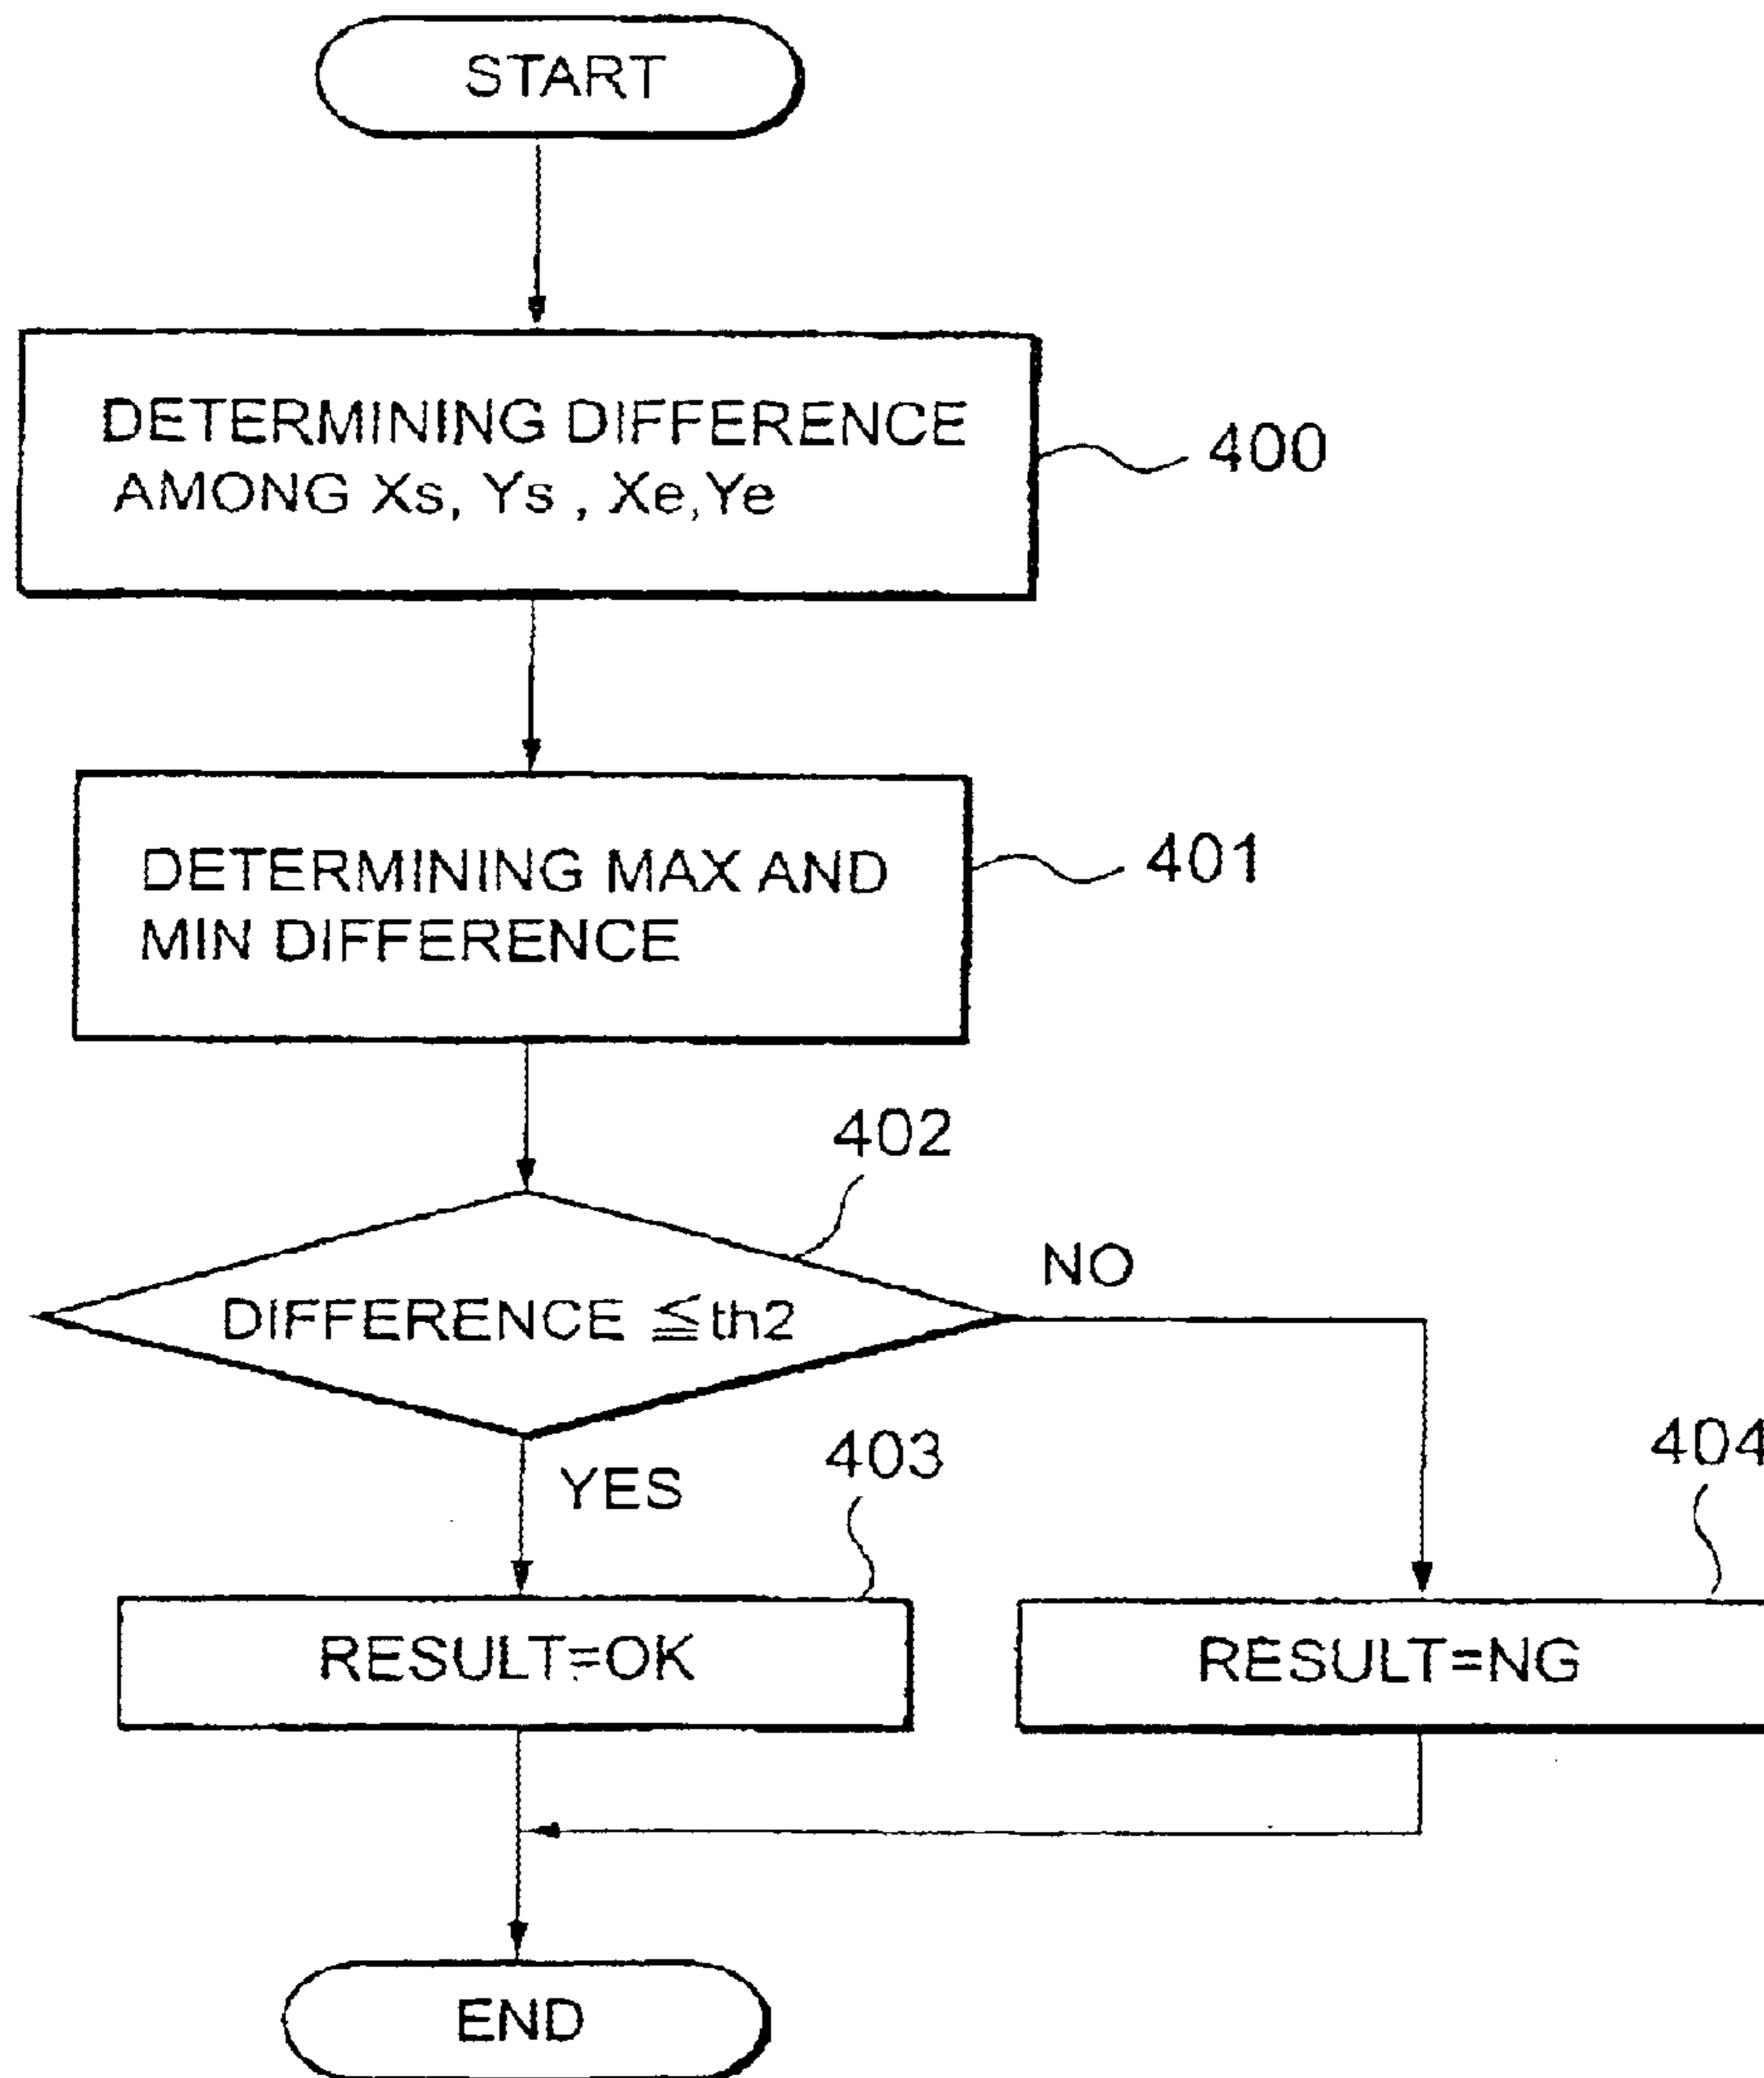 START
DETERMINING DIFFERENCE
AMONG Xs, Ys , Xe,Ye
400
DETERMINING MAX AND
MIN DIFFERENCE
401
402
DIFFERENCE ≦th2
NO
YES
403
404
RESULT=OK
RESULT=NG
END